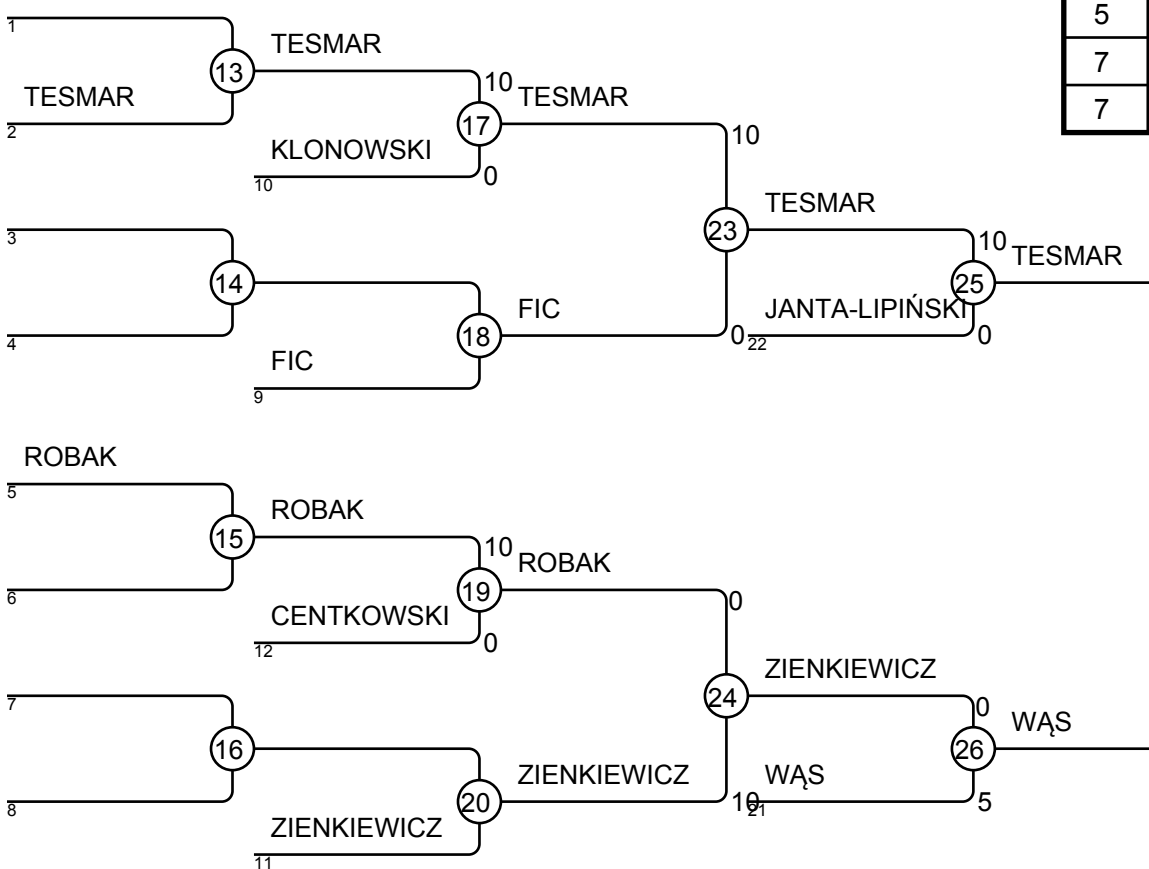 5
7
7
1
TESMAR
2
13
TESMAR
10
KLONOWSKI
10
0
17
TESMAR
10
3
4
14
FIC
9
18
FIC
0
23
TESMAR
10
JANTA-LIPIŃSKI
22
0
25
TESMAR
ROBAK
5
6
15
ROBAK
10
CENTKOWSKI
12
0
19
ROBAK
0
7
8
16
ZIENKIEWICZ
11
20
ZIENKIEWICZ
10
24
ZIENKIEWICZ
0
WĄS
21
5
26
WĄS